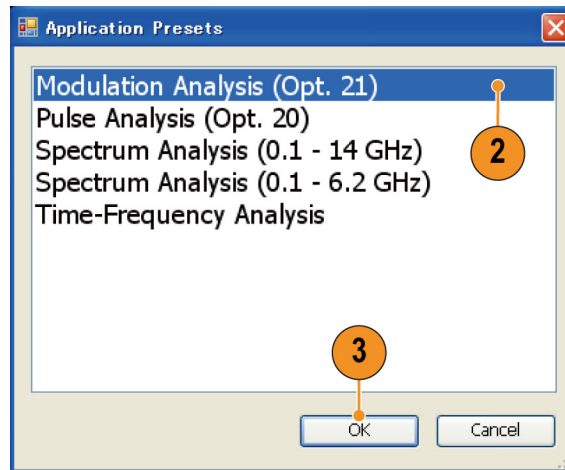 Application Presets
Modulation Analysis (Opt. 21)
Pulse Analysis (Opt. 20)
2
Spectrum Analysis (0.1 - 14 GHz)
Spectrum Analysis (0.1 - 6.2 GHz)
Time-Frequency Analysis
3
OK
Cancel